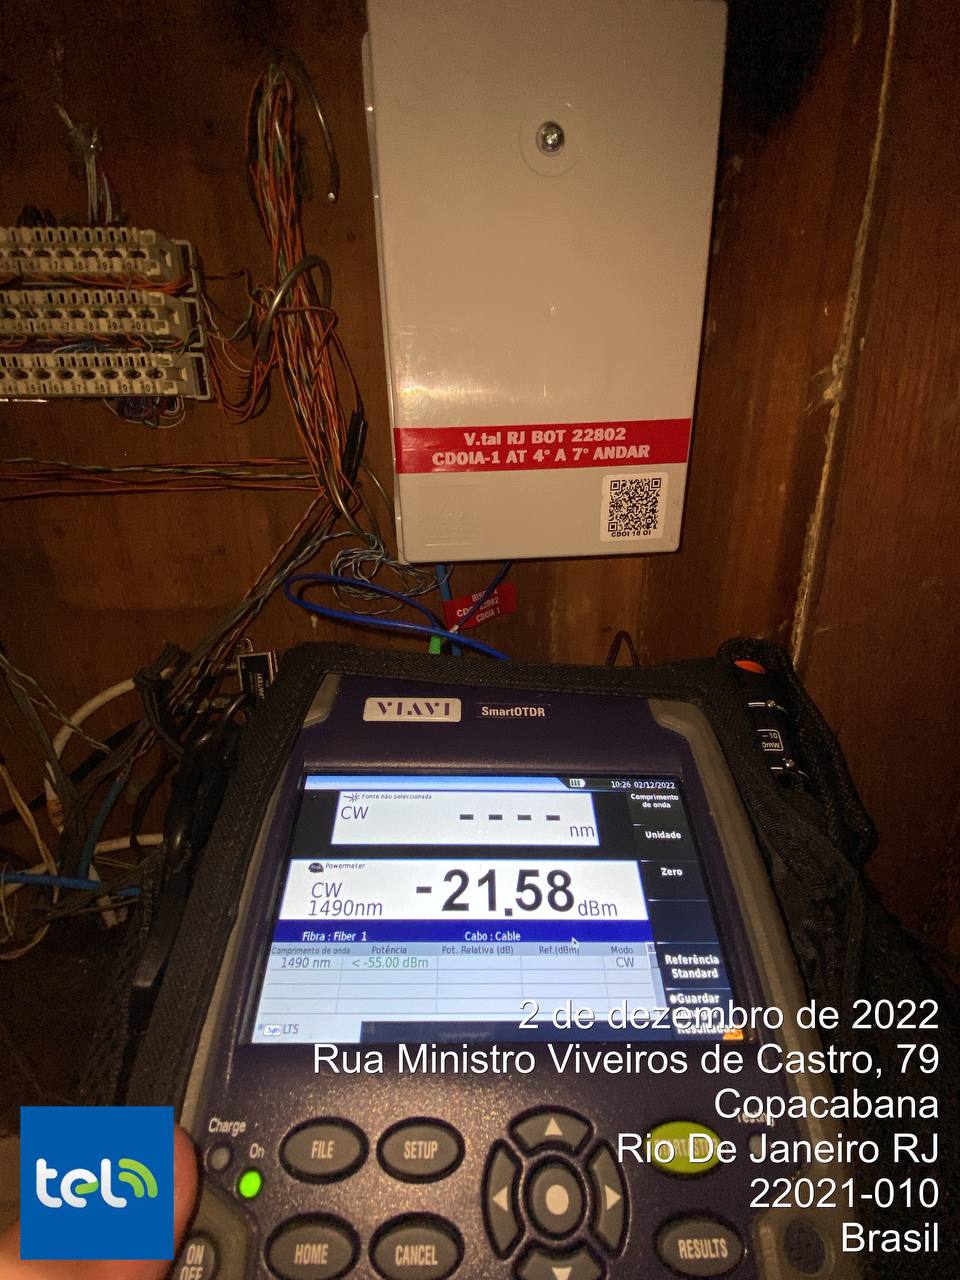 V.tal RJ BOT 22802
CDOIA-1 AT 4° A 7° ANDAR
CDOI 16 OI
22802
CDOIA 1
VIAVI
SmartOTDR
10:26 02/12/2022
Fonte não seleccionada
CW
- - - -
nm
Comprimento de onda
Unidade
Powermeter
CW
1490nm
-21.58 dBm
Zero
Fibra : Fiber 1
Cabo : Cable
Comprimento de onda Potência Pot. Relativa (dB) Ref.(dBm) Modo
1490 nm < -55.00 dBm CW
Referência
Standard
Guardar
LTS
2 de dezembro de 2022
Rua Ministro Viveiros de Castro, 79
Copacabana
Rio De Janeiro RJ
22021-010
Brasil
tel
Charge
On
FILE
SETUP
HOME
CANCEL
RESULTS
ON
OFF